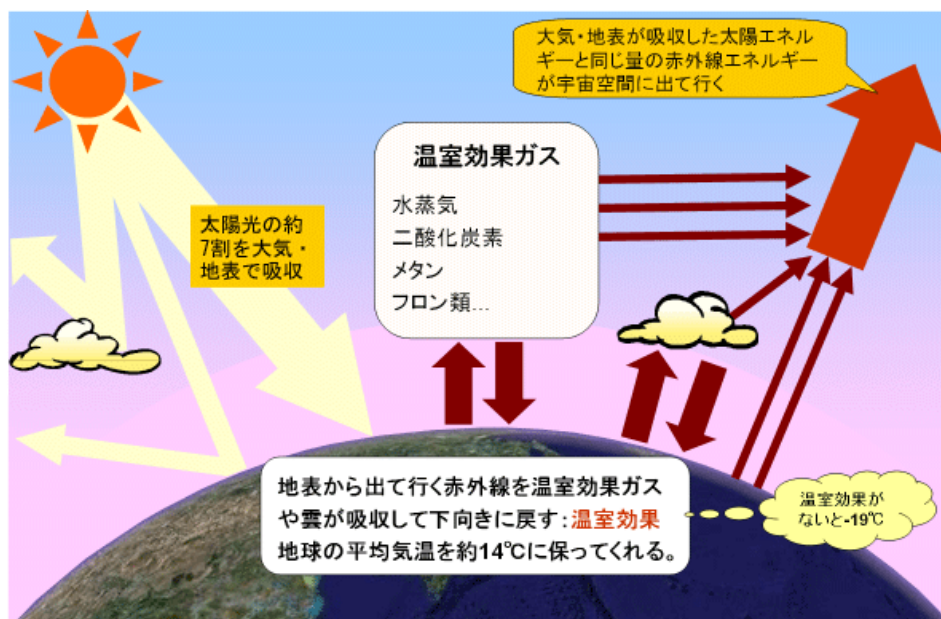 大気・地表が吸収した太陽エネル
ギーと同じ量の赤外線エネルギー
が宇宙空間に出て行く
温室効果ガス
水蒸気
二酸化炭素
メタン
フロン類...
太陽光の約
7割を大気・
地表で吸収
地表から出て行く赤外線を温室効果ガス
や雲が吸収して下向きに戻す：温室効果
地球の平均気温を約14℃に保ってくれる。
温室効果が
ないと-19℃